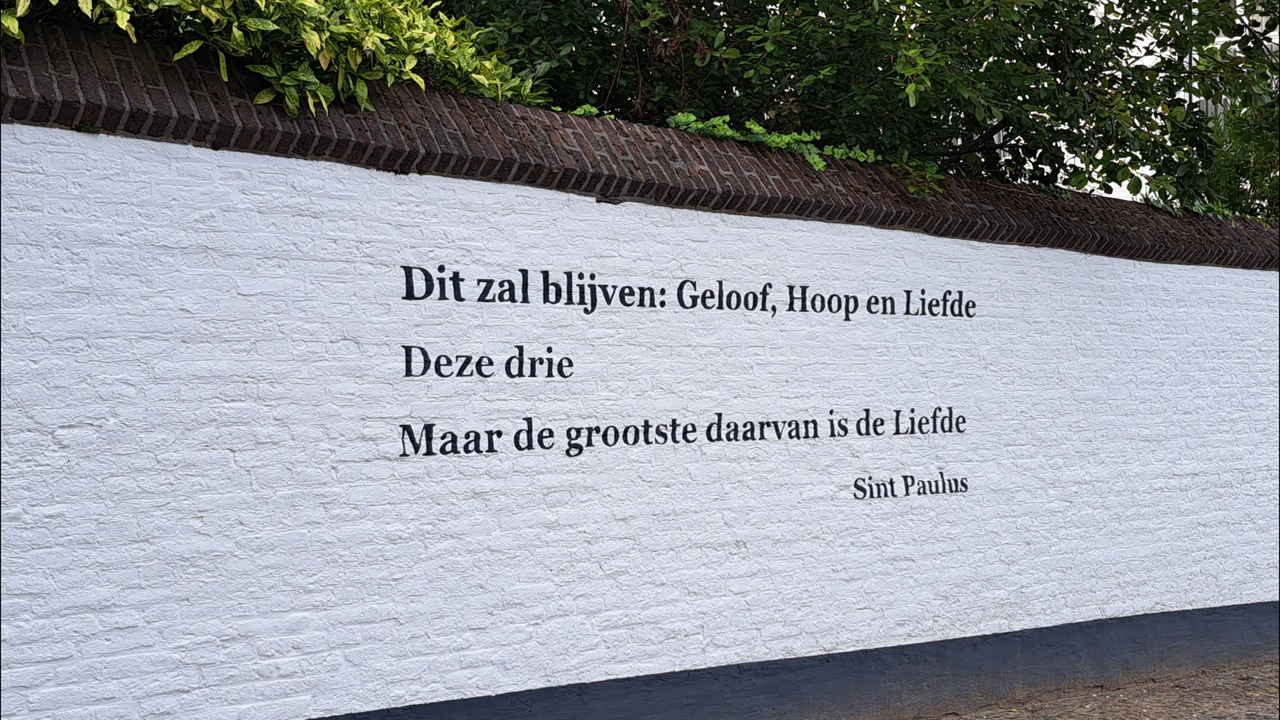 Dit zal blijven: Geloof, Hoop en Liefde
Deze drie
Maar de grootste daarvan is de Liefde
Sint Paulus